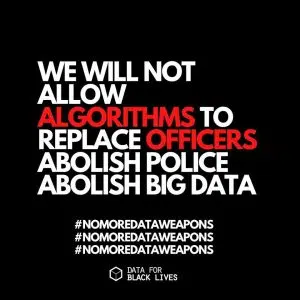 WE WILL NOT
ALLOW
ALGORITHMS TO
REPLACE OFFICERS
ABOLISH POLICE
ABOLISH BIG DATA
#NOMOREDATAWEAPONS
#NOMOREDATAWEAPONS
#NOMOREDATAWEAPONS
DATA FOR
BLACK LIVES